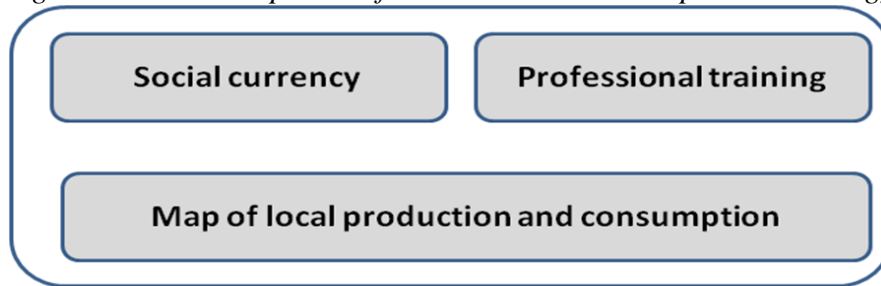 Social currency
Professional training
Map of local production and consumption